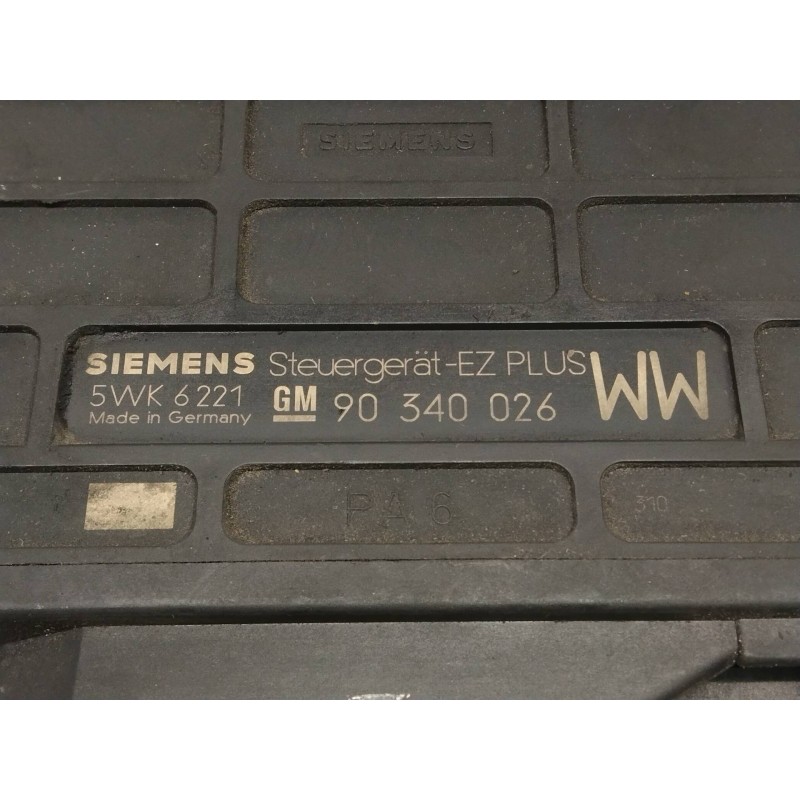 SIEMENS
SIEMENS Steuergerät-EZ PLUS WW
5WK 6221 GM 90 340 026
Made in Germany
PA 6
310